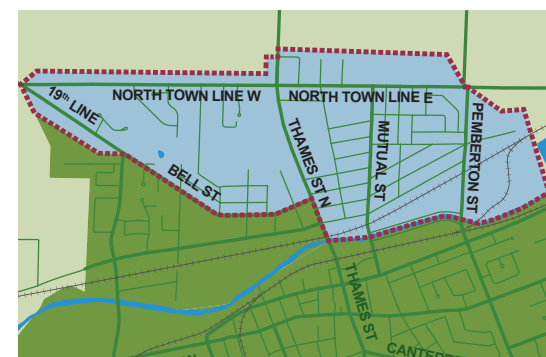 19th LINE
NORTH TOWN LINE W
NORTH TOWN LINE E
BELL ST
THAMES ST N
MUTUAL ST
PEMBERTON ST
THAMES ST